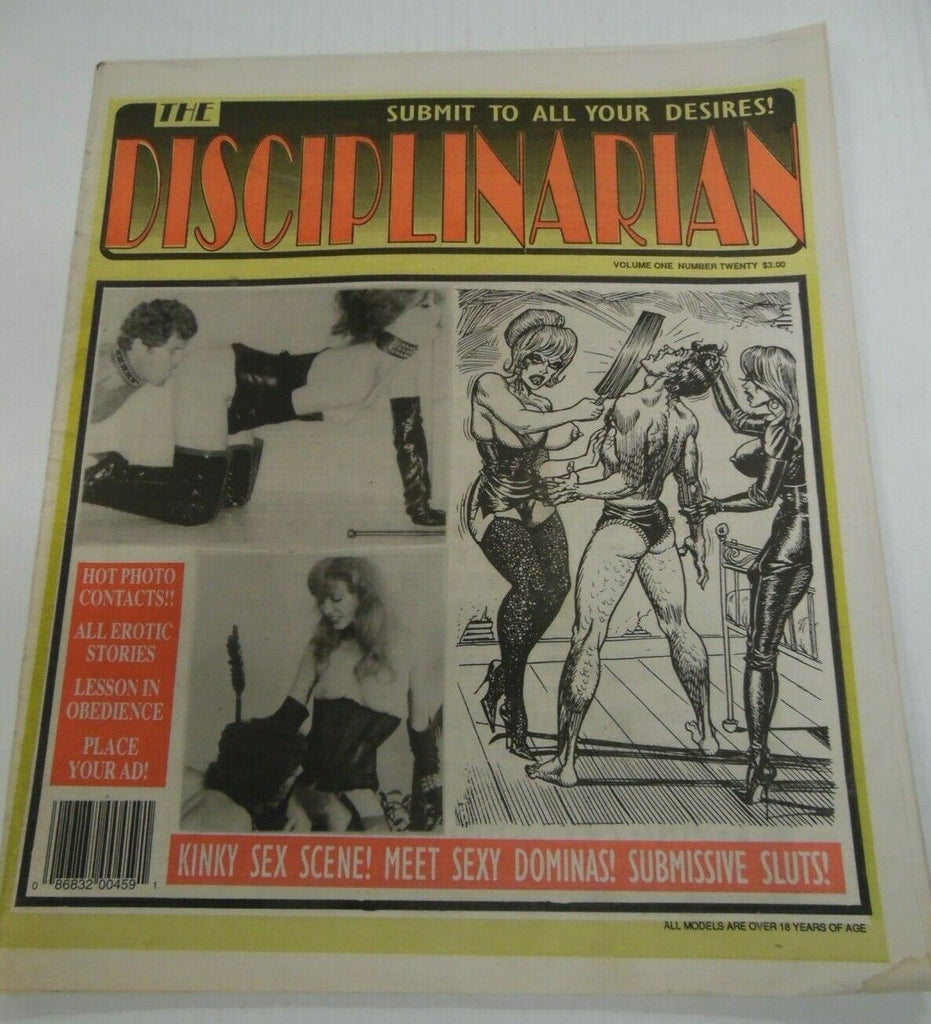 THE
SUBMIT TO ALL YOUR DESIRES!
DISCIPLINARIAN
VOLUME ONE NUMBER TWENTY $3.00
HOT PHOTO
CONTACTS!!
ALL EROTIC
STORIES
LESSON IN
OBEDIENCE
PLACE
YOUR AD!
0 86832 00459 1
KINKY SEX SCENE! MEET SEXY DOMINAS! SUBMISSIVE SLUTS!
ALL MODELS ARE OVER 18 YEARS OF AGE